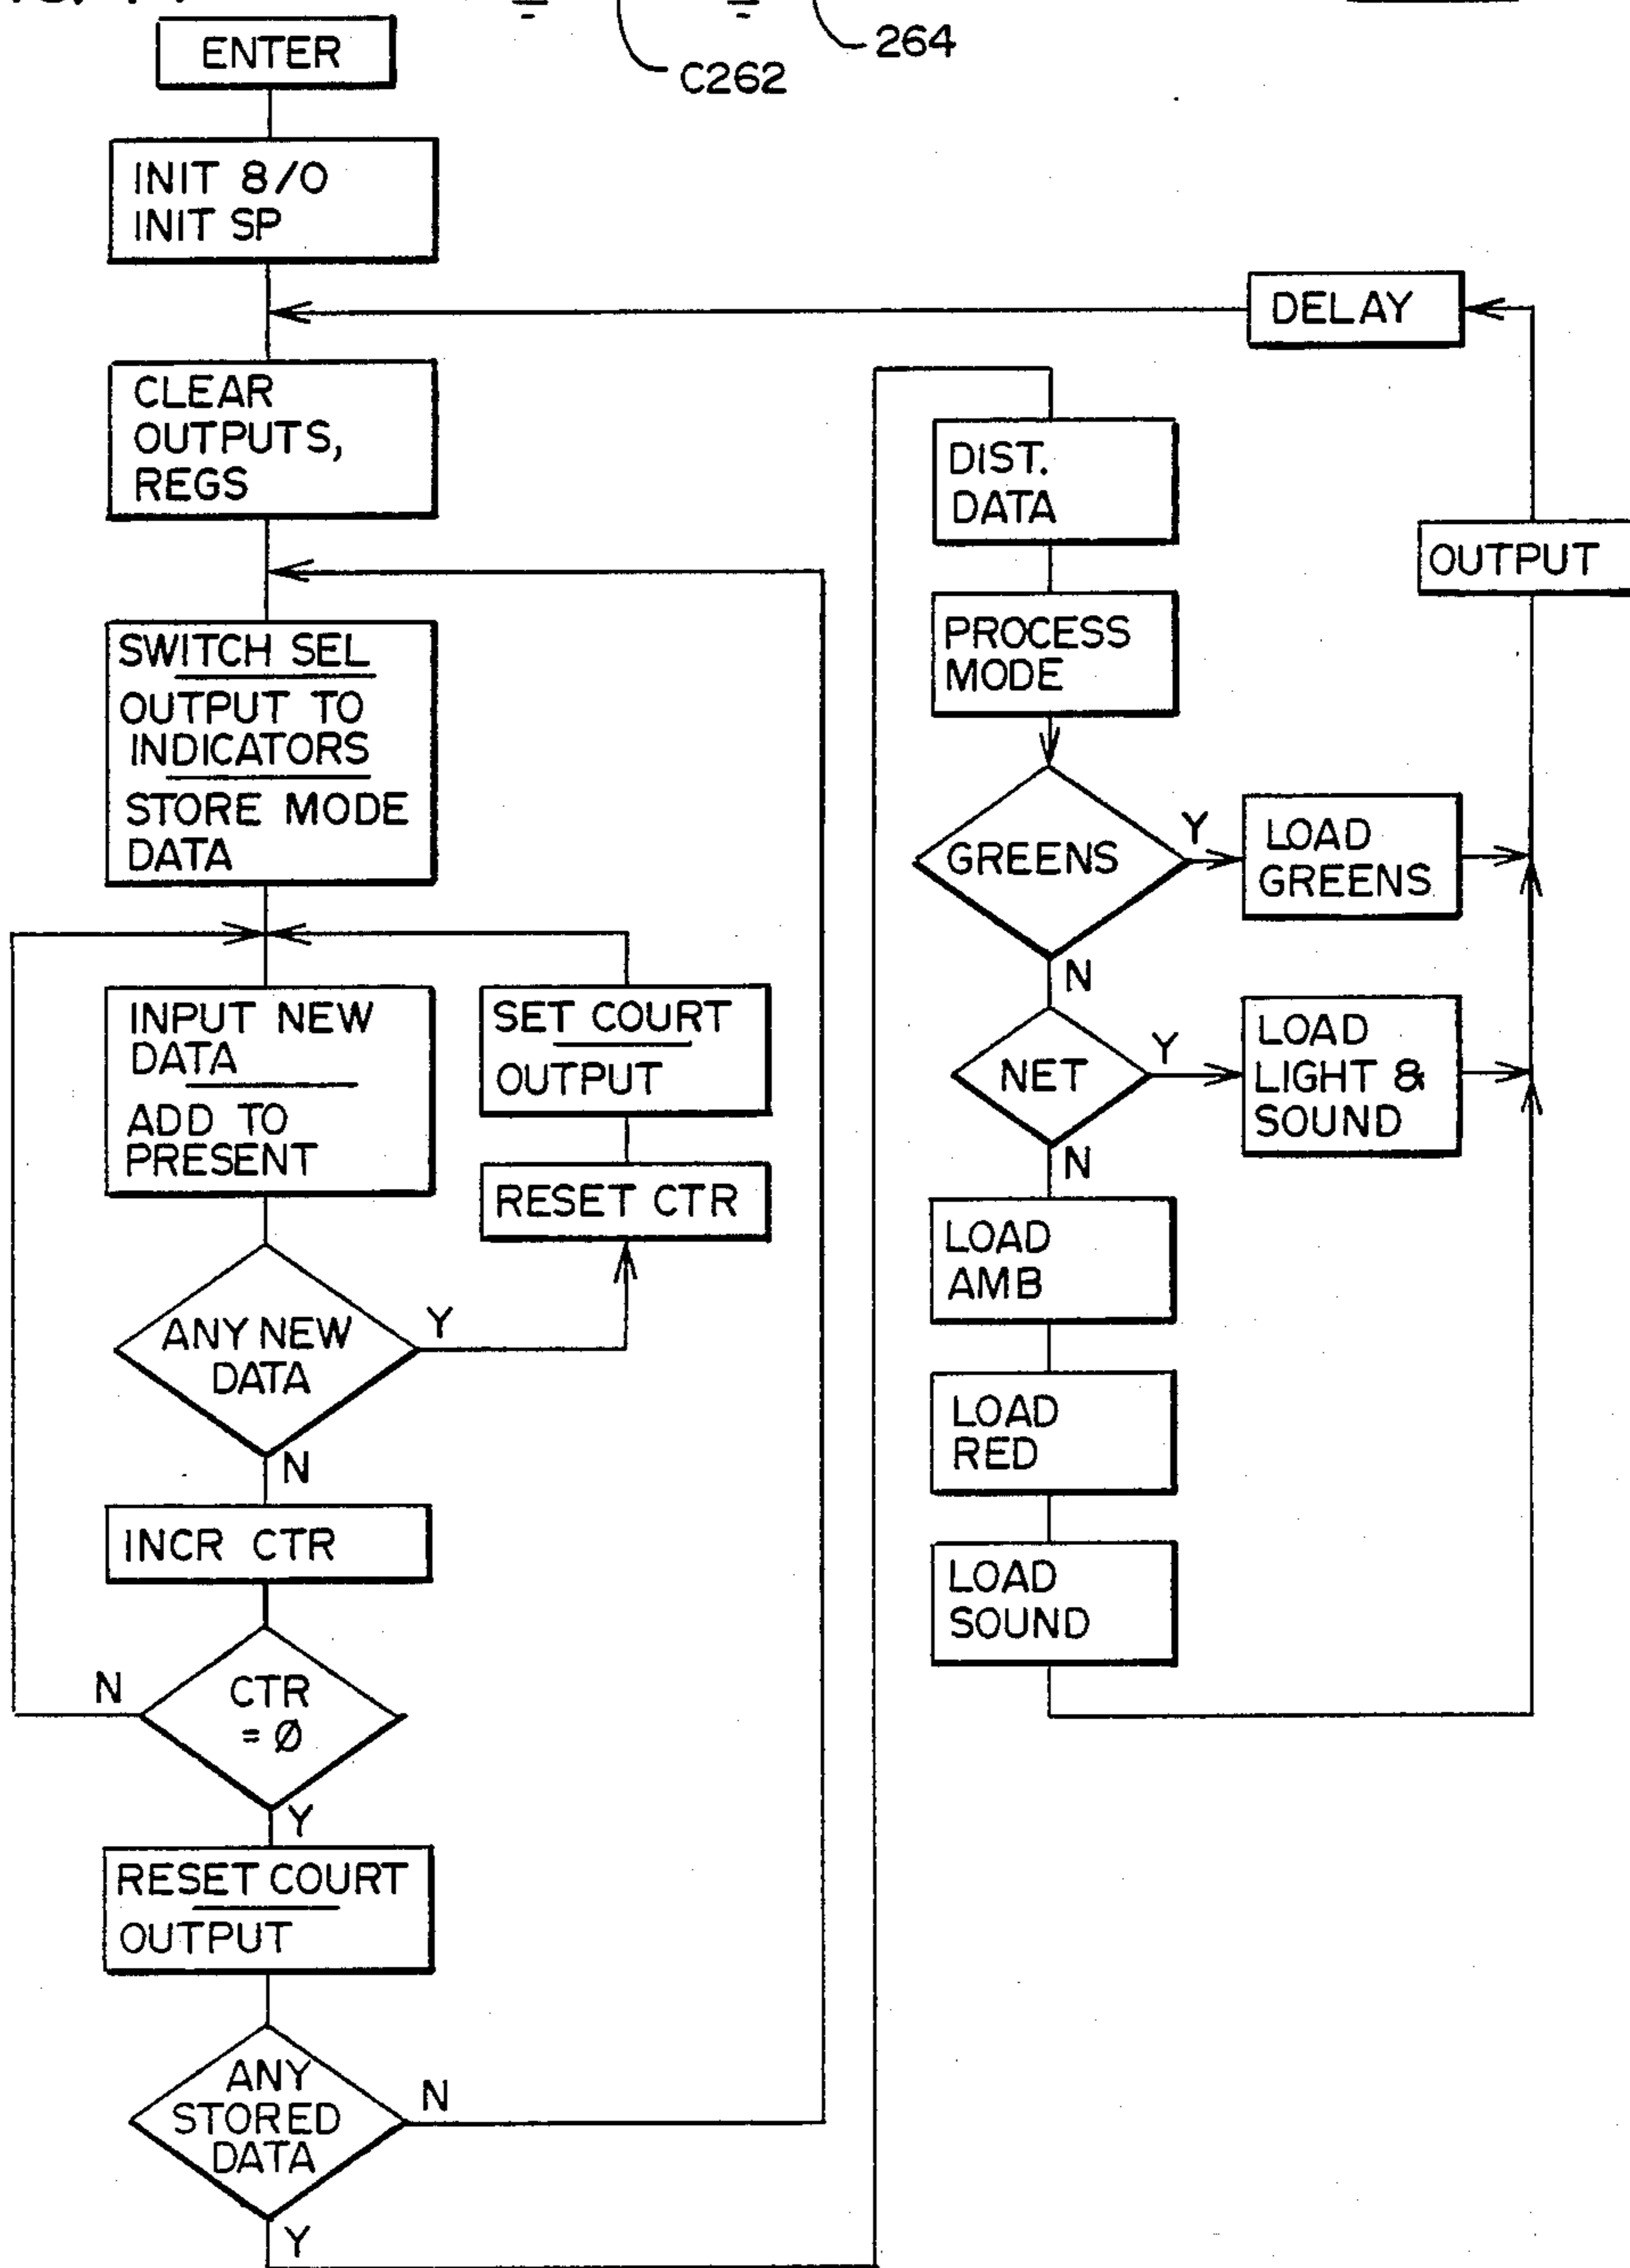 264
C262
ENTER
INIT 8/0
INIT SP
DELAY
CLEAR
OUTPUTS,
REGS
SWITCH SEL
OUTPUT TO
INDICATORS
STORE MODE
DATA
INPUT NEW
DATA
ADD TO
PRESENT
SET COURT
OUTPUT
RESET CTR
ANY NEW
DATA
Y
N
INCR CTR
CTR
= Ø
N
Y
RESET COURT
OUTPUT
ANY
STORED
DATA
N
Y
DIST.
DATA
PROCESS
MODE
GREENS
Y
N
LOAD
GREENS
NET
Y
N
LOAD
LIGHT &
SOUND
LOAD
AMB
LOAD
RED
LOAD
SOUND
OUTPUT